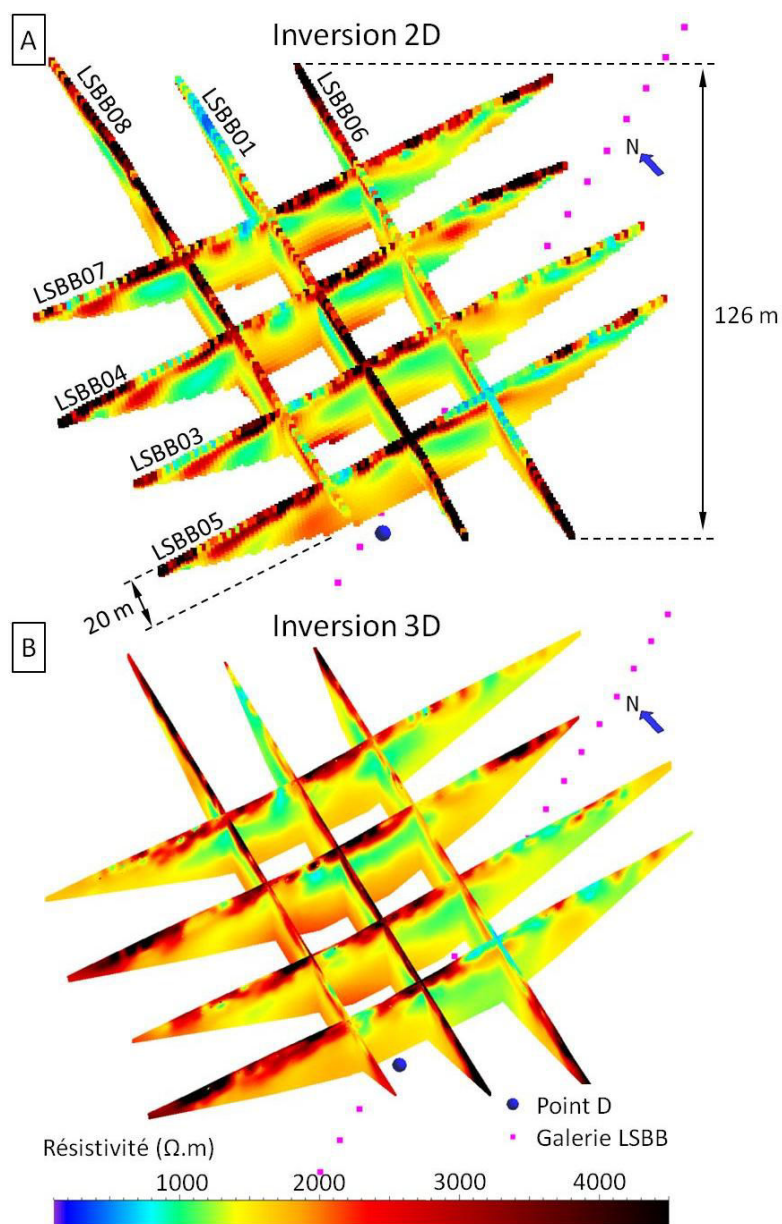 A
Inversion 2D
LSBB08
LSBB01
LSBB06
N
LSBB07
126 m
LSBB04
LSBB03
LSBB05
20 m
B
Inversion 3D
N
Point D
Galerie LSBB
Résistivité (Ω.m)
1000
2000
3000
4000